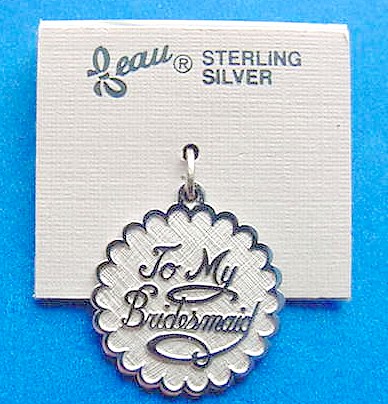 Beau® STERLING
SILVER
To My
Bridesmaid